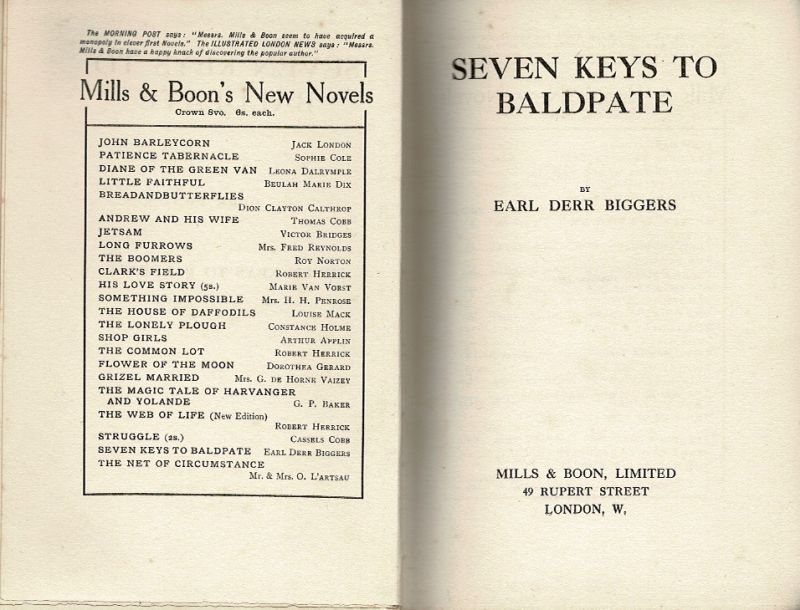 The MORNING POST says: "Messrs. Mills & Boon seem to have acquired a
monopoly in clever first Novels." The ILLUSTRATED LONDON NEWS says: "Messrs.
Mills & Boon have a happy knack of discovering the popular author."
Mills & Boon's New Novels
Crown 8vo. 6s. each.
JOHN BARLEYCORN JACK LONDON
PATIENCE TABERNACLE SOPHIE COLE
DIANE OF THE GREEN VAN LEONA DALRYMPLE
LITTLE FAITHFUL BEULAH MARIE DIX
BREADANDBUTTERFLIES
DION CLAYTON CALTHROP
ANDREW AND HIS WIFE THOMAS COBB
JETSAM VICTOR BRIDGES
LONG FURROWS MRS. FRED REYNOLDS
THE BOOMERS ROY NORTON
CLARK'S FIELD ROBERT HERRICK
HIS LOVE STORY (5s.) MARIE VAN VORST
SOMETHING IMPOSSIBLE MRS. H. H. PENROSE
THE HOUSE OF DAFFODILS LOUISE MACK
THE LONELY PLOUGH CONSTANCE HOLME
SHOP GIRLS ARTHUR APPLIN
THE COMMON LOT ROBERT HERRICK
FLOWER OF THE MOON DOROTHEA GERARD
GRIZEL MARRIED MRS. G. DE HORNE VAIZEY
THE MAGIC TALE OF HARVANGER
AND YOLANDE G. P. BAKER
THE WEB OF LIFE (New Edition)
ROBERT HERRICK
STRUGGLE (2s.) CASSELS COBB
SEVEN KEYS TO BALDPATE EARL DERR BIGGERS
THE NET OF CIRCUMSTANCE
MR. & MRS. O. L'ARTSAU
SEVEN KEYS TO
BALDPATE
BY
EARL DERR BIGGERS
MILLS & BOON, LIMITED
49 RUPERT STREET
LONDON, W.